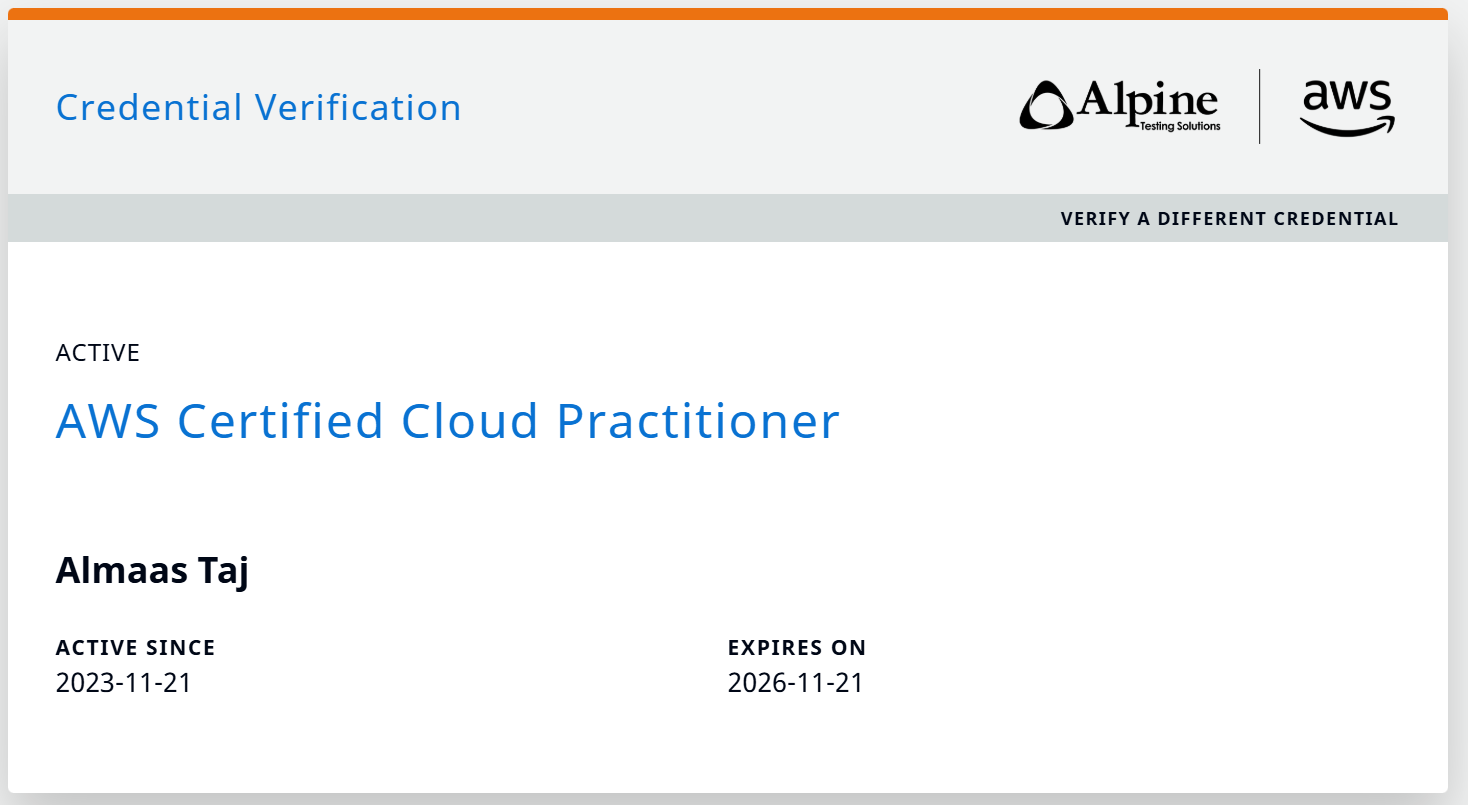 Credential Verification
Alpine
Testing Solutions
aws
VERIFY A DIFFERENT CREDENTIAL
ACTIVE
AWS Certified Cloud Practitioner
Almaas Taj
ACTIVE SINCE
2023-11-21
EXPIRES ON
2026-11-21